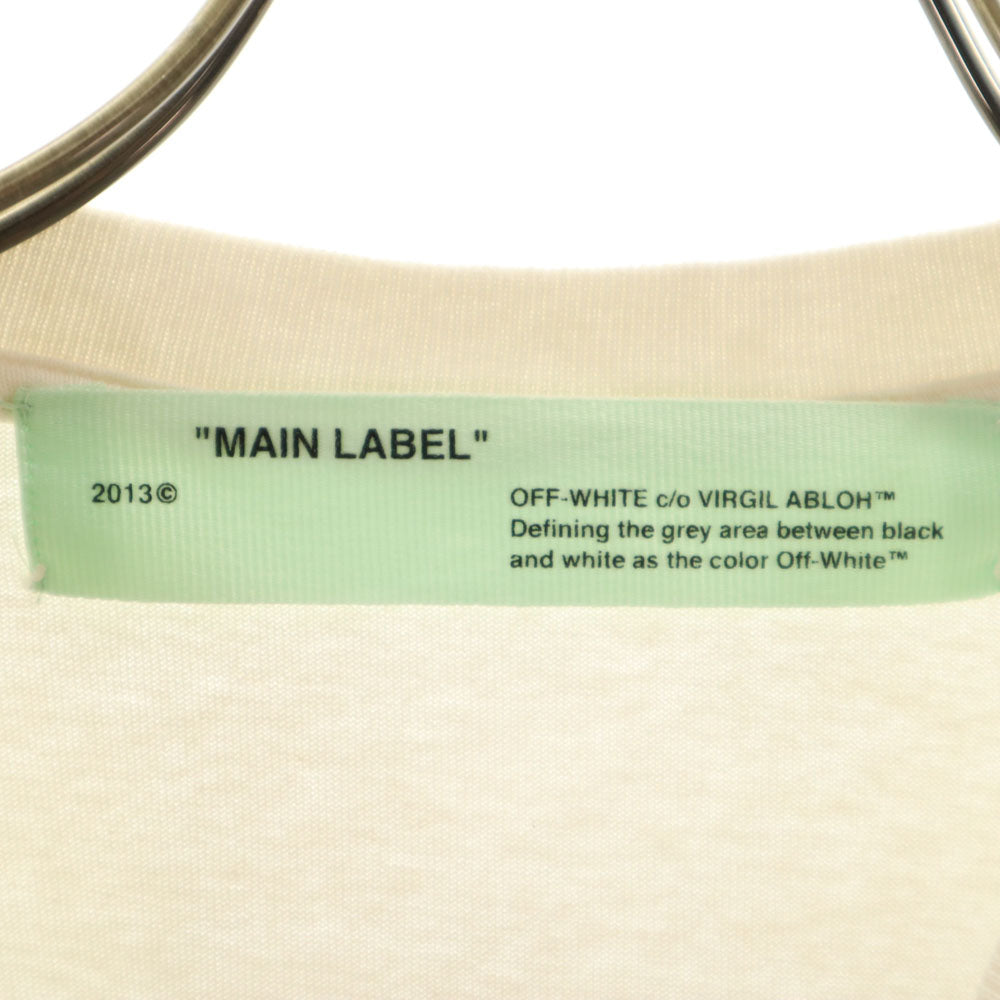 "MAIN LABEL"
2013©
OFF-WHITE c/o VIRGIL ABLOH™
Defining the grey area between black
and white as the color Off-White™